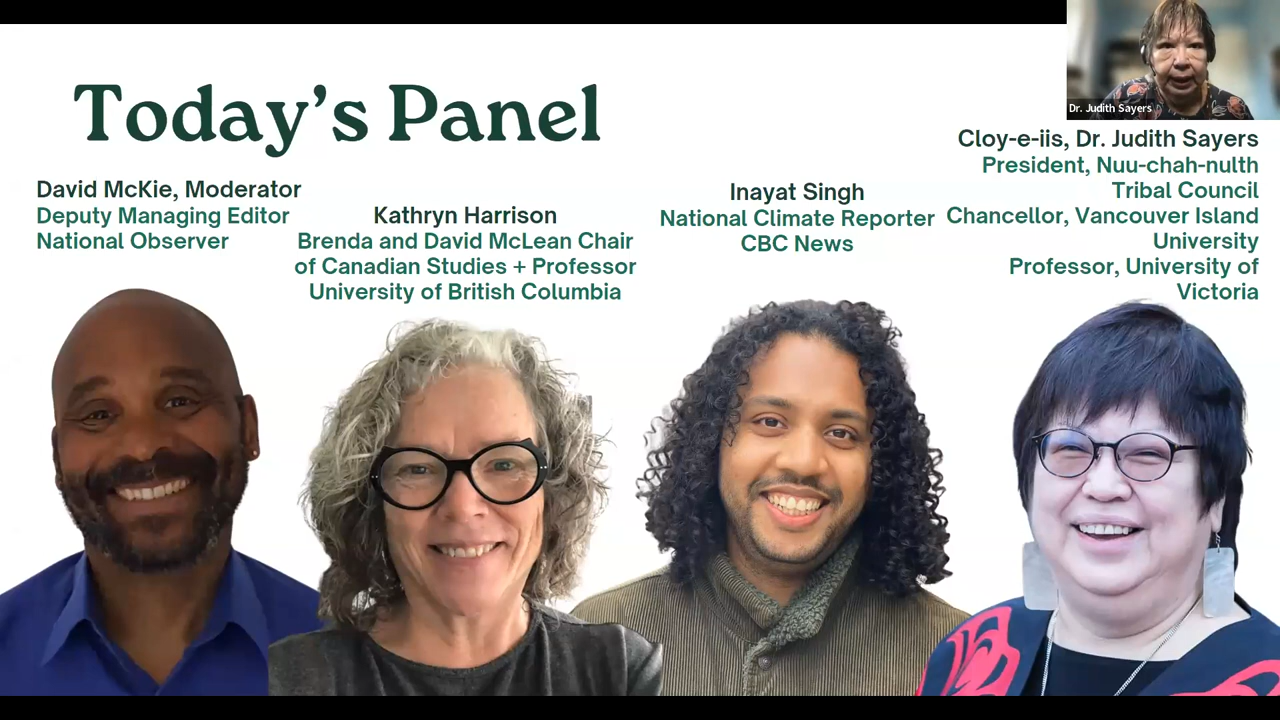 Today's Panel
Dr. Judith Sayers
David McKie, Moderator
Deputy Managing Editor
National Observer
Kathryn Harrison
Brenda and David McLean Chair
of Canadian Studies + Professor
University of British Columbia
Inayat Singh
National Climate Reporter
CBC News
Cloy-e-iis, Dr. Judith Sayers
President, Nuu-chah-nulth
Tribal Council
Chancellor, Vancouver Island
University
Professor, University of
Victoria